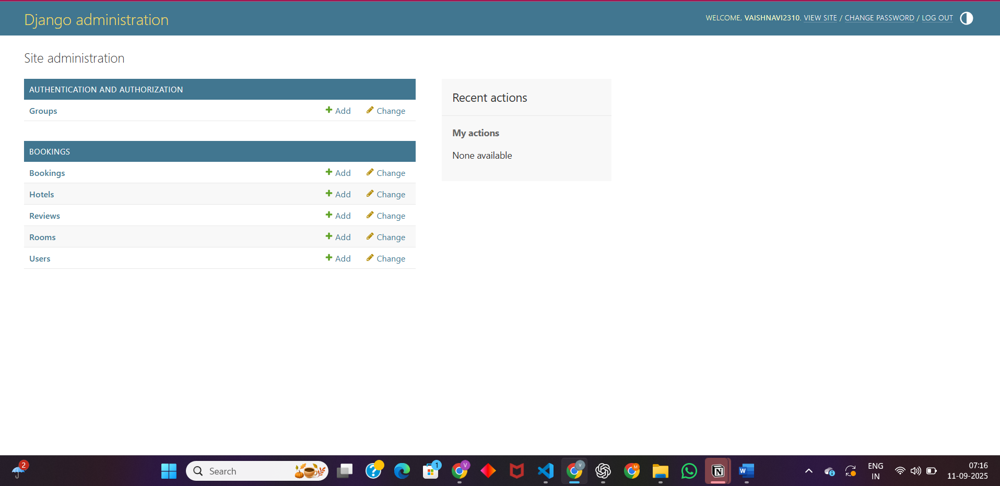 Django administration
WELCOME, VAISHNAVI2310. VIEW SITE / CHANGE PASSWORD / LOG OUT
Site administration
AUTHENTICATION AND AUTHORIZATION
Groups Add Change
BOOKINGS
Bookings Add Change
Hotels Add Change
Reviews Add Change
Rooms Add Change
Users Add Change
Recent actions
My actions
None available
2
Search
1
V
V
M
N
W
ENG
IN
07:16
11-09-2025